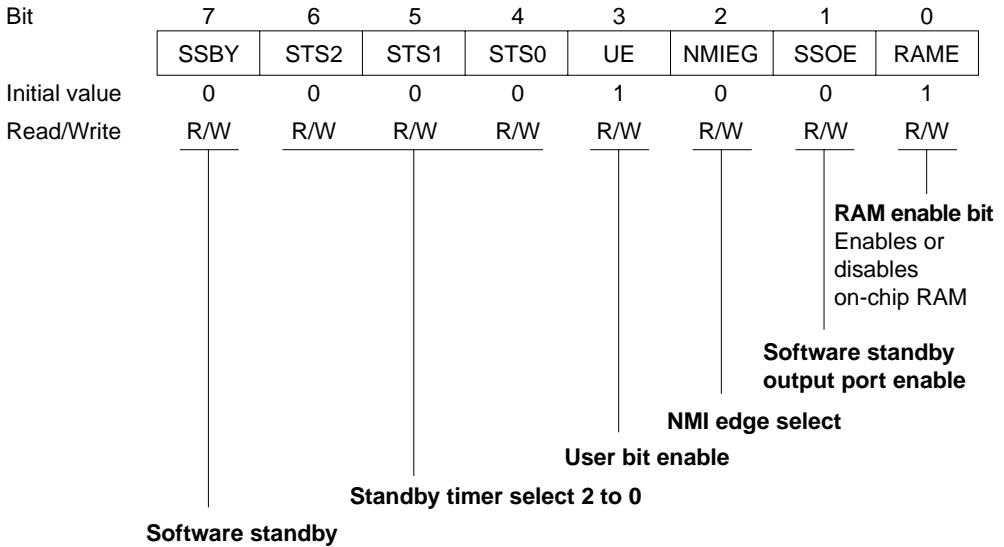 Bit 7 6 5 4 3 2 1 0
SSBY STS2 STS1 STS0 UE NMIEG SSOE RAME
Initial value 0 0 0 0 1 0 0 1
Read/Write R/W R/W R/W R/W R/W R/W R/W R/W
RAM enable bit
Enables or
disables
on-chip RAM
Software standby
output port enable
NMI edge select
User bit enable
Standby timer select 2 to 0
Software standby